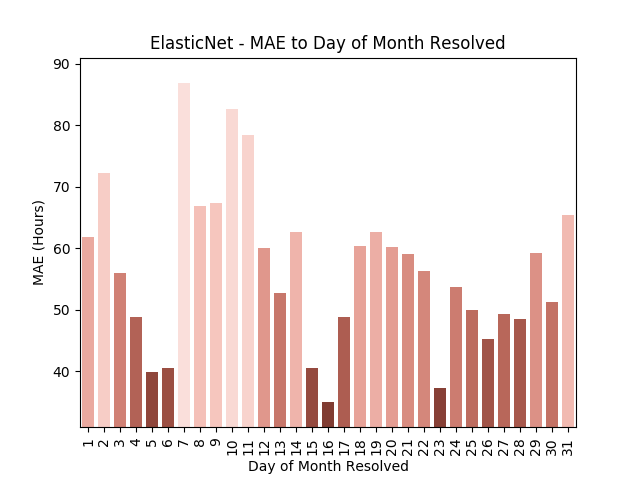 ElasticNet - MAE to Day of Month Resolved
90
80
70
60
50
40
MAE (Hours)
1 2 3 4 5 6 7 8 9 10 11 12 13 14 15 16 17 18 19 20 21 22 23 24 25 26 27 28 29 30 31
Day of Month Resolved